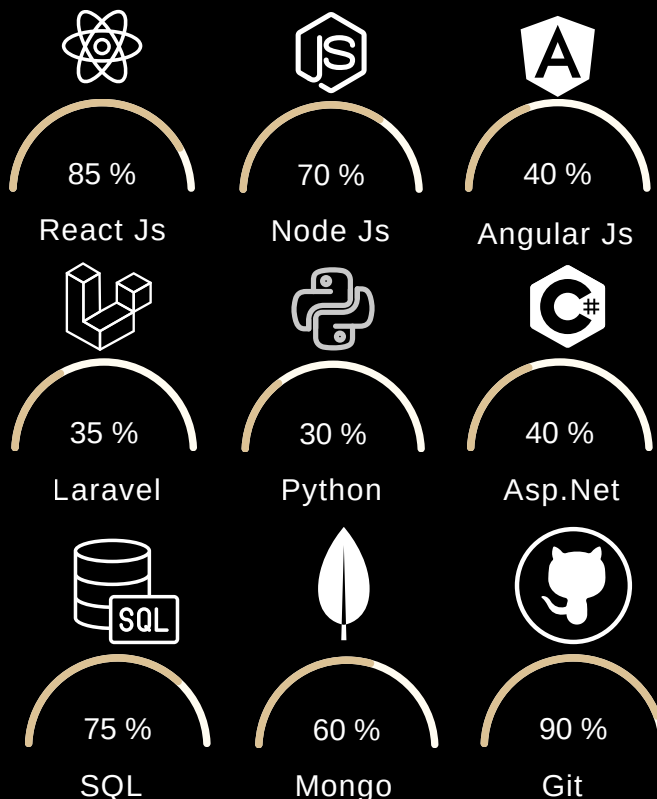 JS
A
85 %
70 %
40 %
React Js
Node Js
Angular Js
C#
35 %
30 %
40 %
Laravel
Python
Asp.Net
SQL
75 %
60 %
90 %
SQL
Mongo
Git